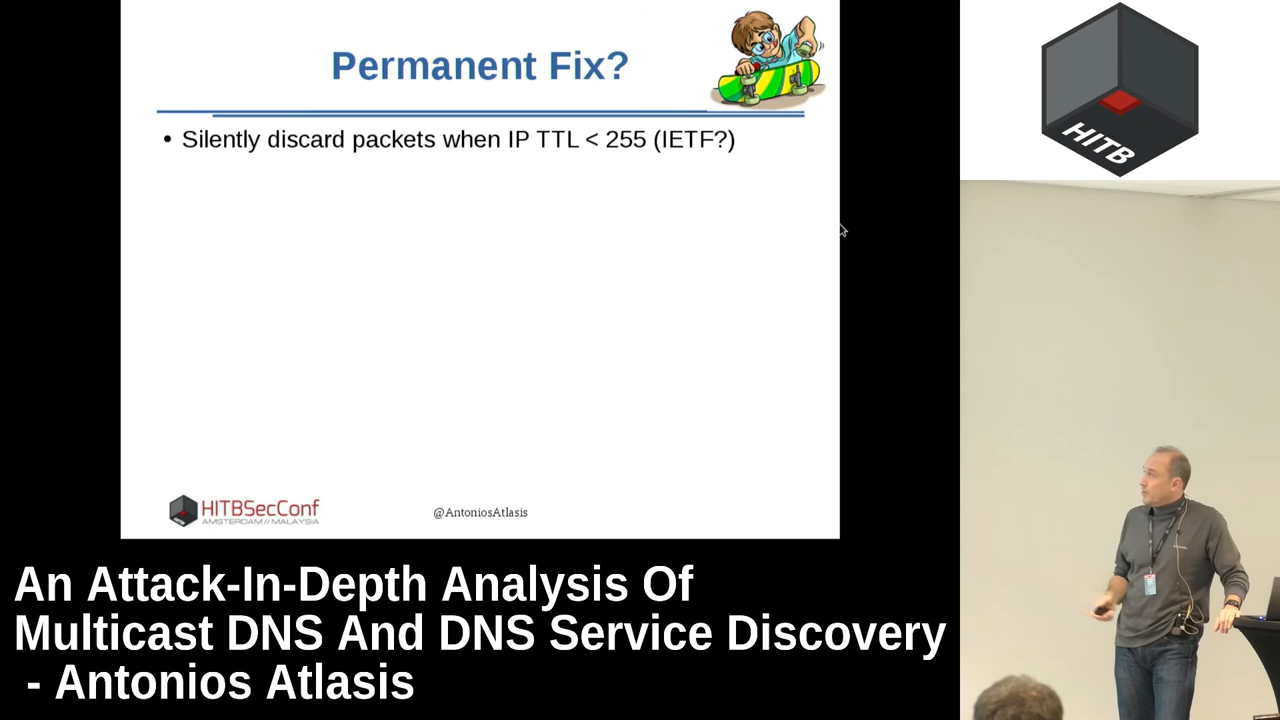 Permanent Fix?
• Silently discard packets when IP TTL < 255 (IETF?)
HITB
HITBSecConf
AMSTERDAM // MALAYSIA
HITB
@AntoniosAtlasis
An Attack-In-Depth Analysis Of
Multicast DNS And DNS Service Discovery
- Antonios Atlasis